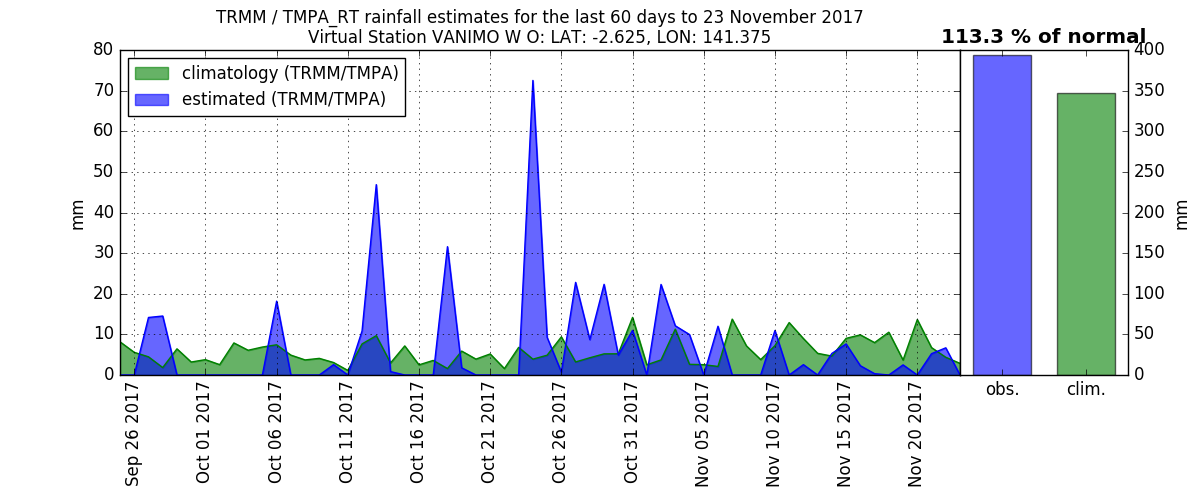 TRMM / TMPA_RT rainfall estimates for the last 60 days to 23 November 2017
Virtual Station VANIMO W O: LAT: -2.625, LON: 141.375
113.3 % of normal
climatology (TRMM/TMPA)
estimated (TRMM/TMPA)
80
70
60
50
40
30
20
10
0
mm
400
350
300
250
200
150
100
50
0
mm
Sep 26 2017
Oct 01 2017
Oct 06 2017
Oct 11 2017
Oct 16 2017
Oct 21 2017
Oct 26 2017
Oct 31 2017
Nov 05 2017
Nov 10 2017
Nov 15 2017
Nov 20 2017
obs.
clim.